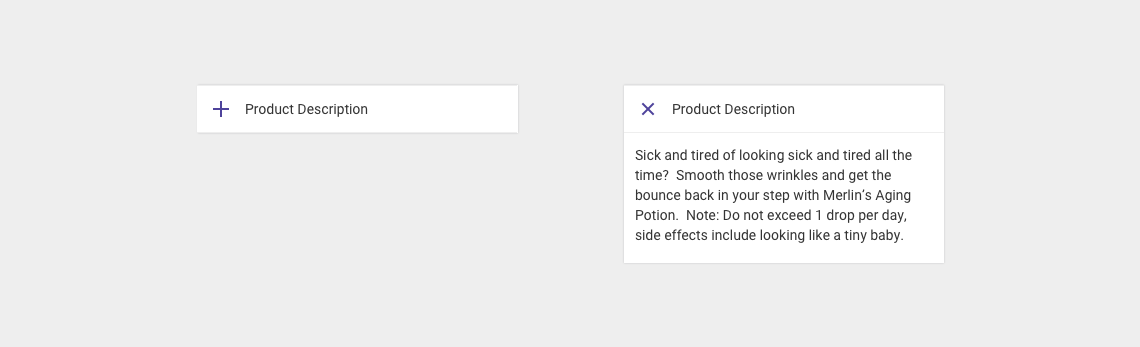 Product Description
Product Description
Sick and tired of looking sick and tired all the
time?  Smooth those wrinkles and get the
bounce back in your step with Merlin’s Aging
Potion.  Note: Do not exceed 1 drop per day,
side effects include looking like a tiny baby.